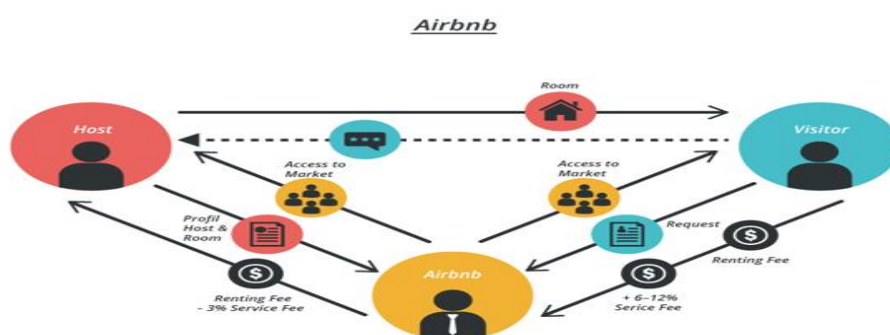 Airbnb
Room
Host
Visitor
Access to
Market
Access to
Market
Profil
Host &
Room
Request
Airbnb
Renting Fee
Renting Fee
- 3% Service Fee
+ 6-12%
Serice Fee